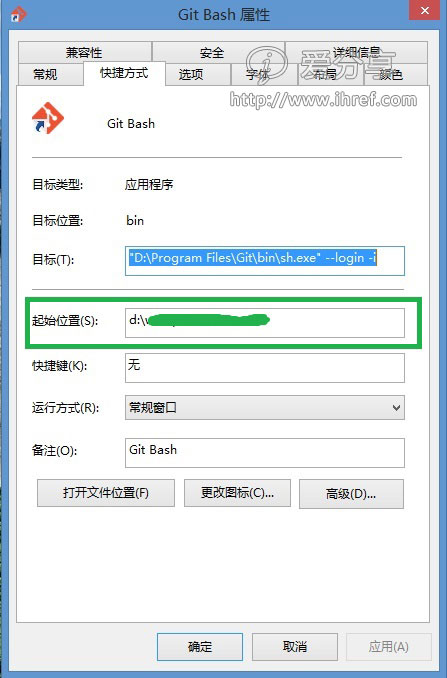 Git Bash 属性
兼容性 安全 详细信息
常规 快捷方式 选项 字体 布局 颜色
爱分享
http://www.ihref.com
Git Bash
目标类型: 应用程序
目标位置: bin
目标(T): "D:\Program Files\Git\bin\sh.exe" --login -i
起始位置(S): d:\
快捷键(K): 无
运行方式(R): 常规窗口
备注(O): Git Bash
打开文件位置(F) 更改图标(C)... 高级(D)...
确定 取消 应用(A)